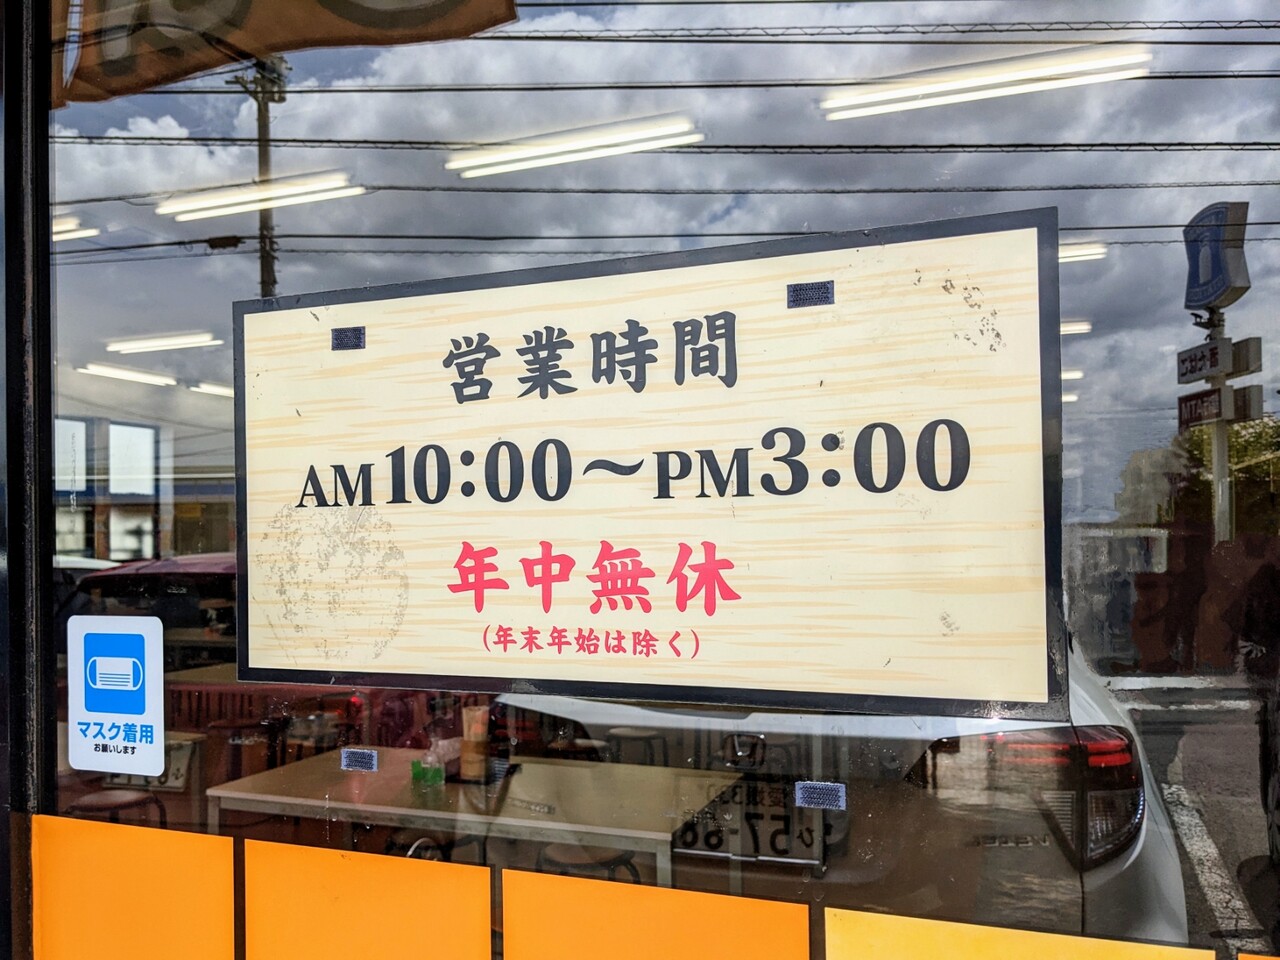 営業時間
AM10:00～PM3:00
年中無休
(年末年始は除く)
マスク着用
お願いします